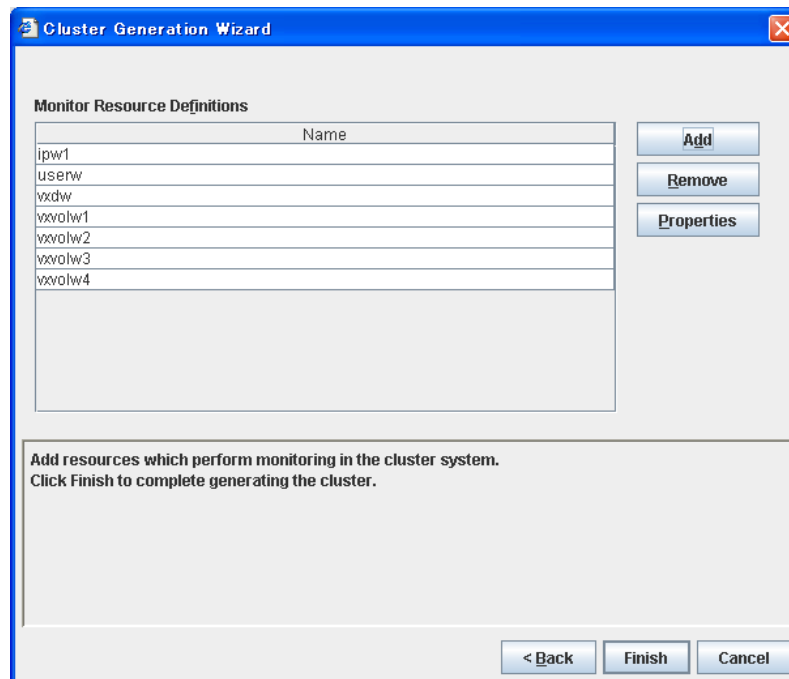 Cluster Generation Wizard
Monitor Resource Definitions
Name
ipw1
userw
vxdw
vxvolw1
vxvolw2
vxvolw3
vxvolw4
Add
Remove
Properties
Add resources which perform monitoring in the cluster system.
Click Finish to complete generating the cluster.
< Back
Finish
Cancel